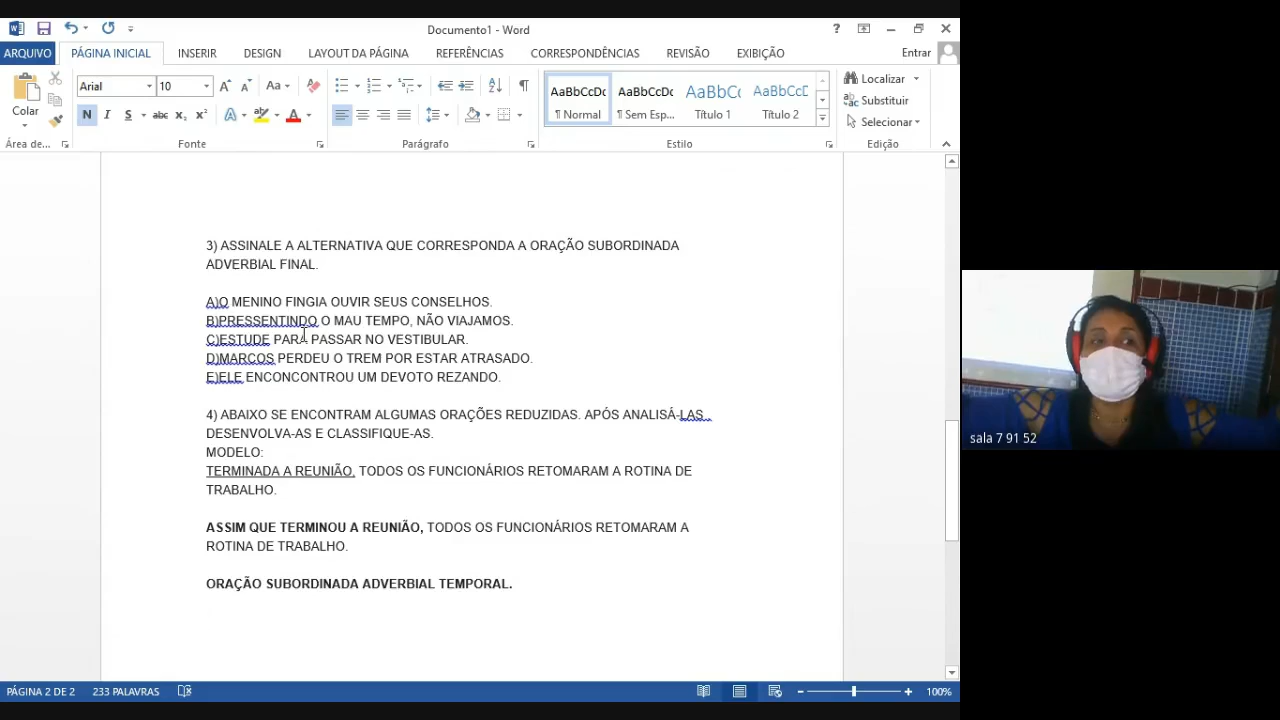 Documento1 - Word
?
ARQUIVO PÁGINA INICIAL INSERIR DESIGN LAYOUT DA PÁGINA REFERÊNCIAS CORRESPONDÊNCIAS REVISÃO EXIBIÇÃO Entrar
Arial 10 Aa
Colar
N I S abc x₂ x² A A
AaBbCcDc AaBbCcDc AaBbCc AaBbCcD
¶ Normal ¶ Sem Esp... Título 1 Título 2
Localizar
Substituir
Selecionar
Área de... Fonte Parágrafo Estilo Edição
3) ASSINALE A ALTERNATIVA QUE CORRESPONDA A ORAÇÃO SUBORDINADA
ADVERBIAL FINAL.
A)O MENINO FINGIA OUVIR SEUS CONSELHOS.
B)PRESSENTINDO O MAU TEMPO, NÃO VIAJAMOS.
C)ESTUDE PARA PASSAR NO VESTIBULAR.
D)MARCOS PERDEU O TREM POR ESTAR ATRASADO.
E)ELE ENCONCONTROU UM DEVOTO REZANDO.
4) ABAIXO SE ENCONTRAM ALGUMAS ORAÇÕES REDUZIDAS. APÓS ANALISÁ-LAS ,
DESENVOLVA-AS E CLASSIFIQUE-AS.
MODELO:
TERMINADA A REUNIÃO, TODOS OS FUNCIONÁRIOS RETOMARAM A ROTINA DE
TRABALHO.
ASSIM QUE TERMINOU A REUNIÃO, TODOS OS FUNCIONÁRIOS RETOMARAM A
ROTINA DE TRABALHO.
ORAÇÃO SUBORDINADA ADVERBIAL TEMPORAL.
sala 7 91 52
PÁGINA 2 DE 2 233 PALAVRAS 100%